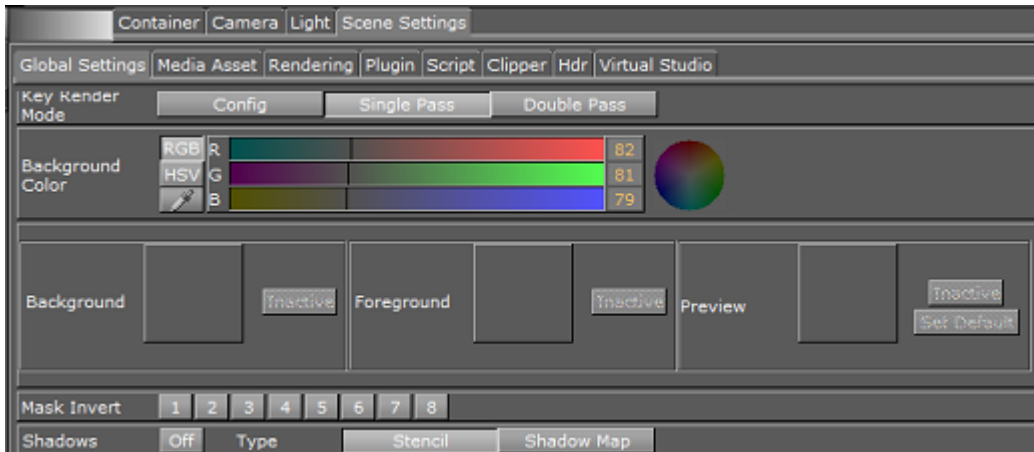 Container Camera Light Scene Settings
Global Settings Media Asset Rendering Plugin Script Clipper Hdr Virtual Studio
Key Render Mode Config Single Pass Double Pass
Background Color
RGB R 82
HSV G 81
B 79
Background Inactive Foreground Inactive Preview Inactive
Set Default
Mask Invert 1 2 3 4 5 6 7 8
Shadows Off Type Stencil Shadow Map